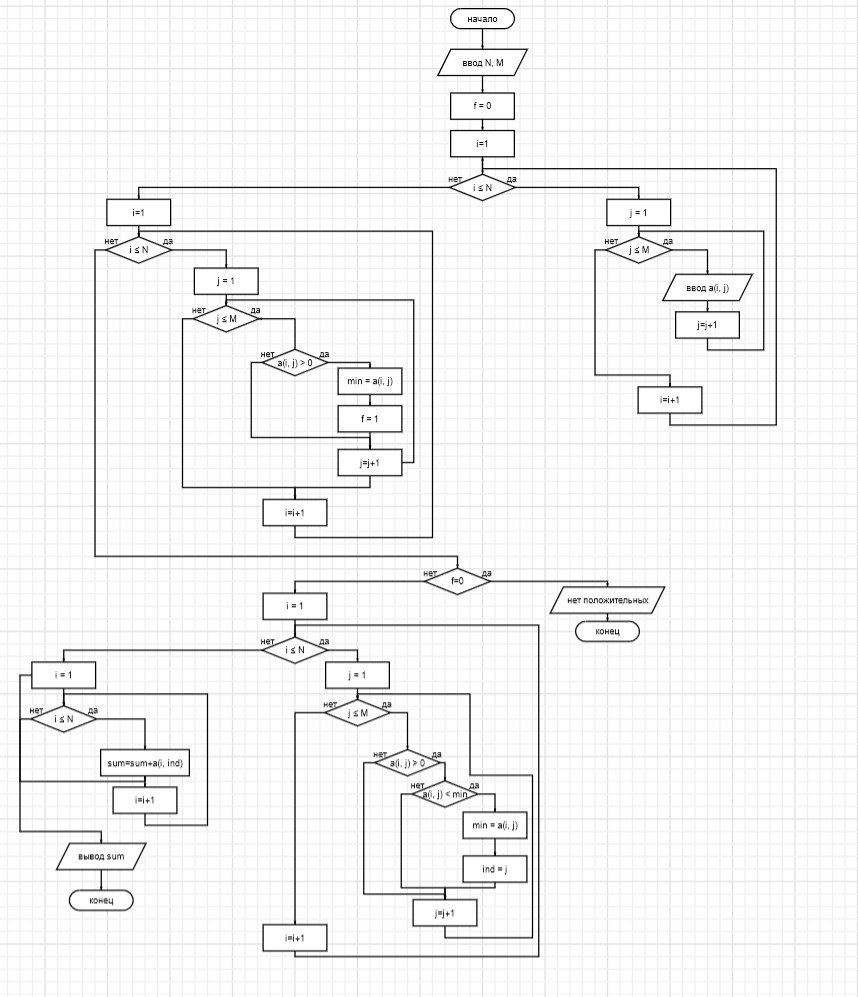 начало
ввод N, M
f = 0
i=1
нет
да
i ≤ N
i=1
j = 1
нет
да
i ≤ N
нет
да
j ≤ M
j = 1
ввод a(i, j)
нет
да
j ≤ M
j=j+1
нет
да
a(i, j) > 0
min = a(i, j)
i=i+1
f = 1
j=j+1
i=i+1
нет
да
f=0
i = 1
нет положительных
конец
нет
да
i ≤ N
i = 1
j = 1
нет
да
i ≤ N
нет
да
j ≤ M
sum=sum+a(i, ind)
нет
да
a(i, j) > 0
нет
да
a(i, j) < min
i=i+1
min = a(i, j)
вывод sum
ind = j
конец
j=j+1
i=i+1